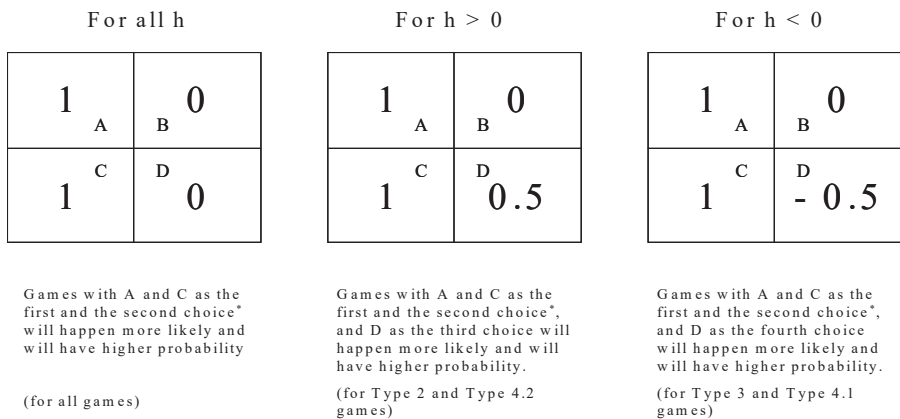 For all h
1 0
A B
C D
1 0
Games with A and C as the
first and the second choice*
will happen more likely and
will have higher probability
(for all games)
For h > 0
1 0
A B
C D
1 0.5
Games with A and C as the
first and the second choice*,
and D as the third choice will
happen more likely and will
have higher probability.
(for Type 2 and Type 4.2
games)
For h < 0
1 0
A B
C D
1 - 0.5
Games with A and C as the
first and the second choice*,
and D as the fourth choice
will happen more likely and
will have higher probability.
(for Type 3 and Type 4.1
games)